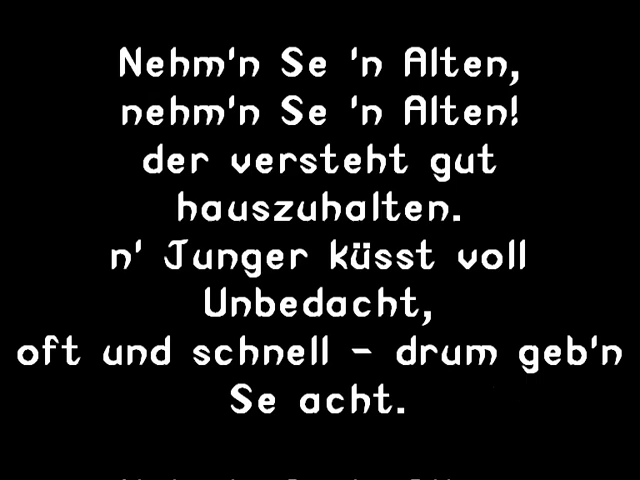 Nehm'n Se 'n Alten,
nehm'n Se 'n Alten!
der versteht gut
hauszuhalten.
n' Junger küsst voll
Unbedacht,
oft und schnell - drum geb'n
Se acht.